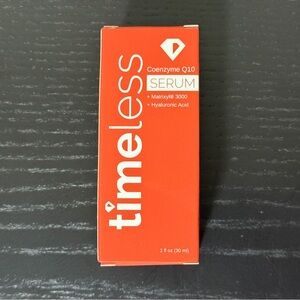 timeless
Coenzyme Q10
SERUM
+ Matrixyl® 3000
+ Hyaluronic Acid
1 fl oz (30 ml)